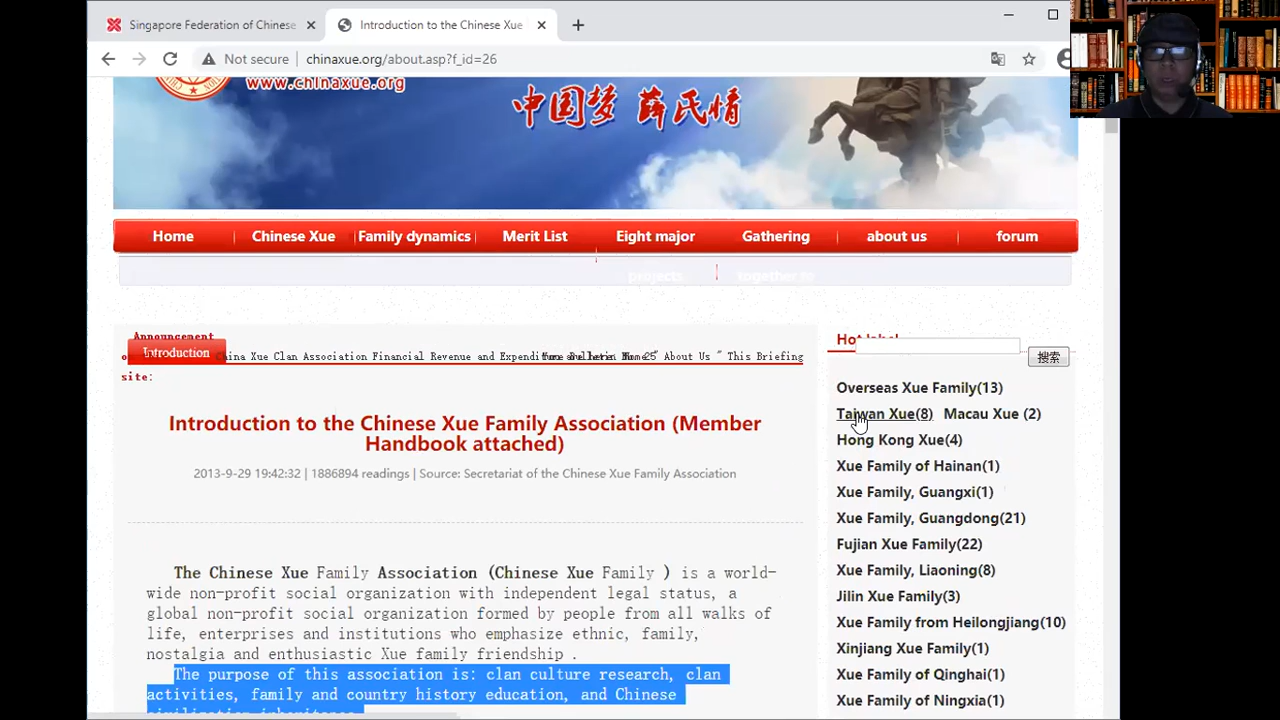 Singapore Federation of Chinese
Introduction to the Chinese Xue
Not secure
chinaxue.org/about.asp?f_id=26
www.chinaxue.org
中国梦 薛氏情
Home
Chinese Xue
Family dynamics
Merit List
Eight major
Gathering
about us
forum
projects
together to
Announcement
Introduction
China Xue Clan Association Financial Revenue and Expenditure
" About Us " This Briefing
site:
Hot label
搜索
Introduction to the Chinese Xue Family Association (Member
Handbook attached)
2013-9-29 19:42:32 | 1886894 readings | Source: Secretariat of the Chinese Xue Family Association
The Chinese Xue Family Association (Chinese Xue Family ) is a world-
wide non-profit social organization with independent legal status, a
global non-profit social organization formed by people from all walks of
life, enterprises and institutions who emphasize ethnic, family,
nostalgia and enthusiastic Xue family friendship .
The purpose of this association is: clan culture research, clan
activities, family and country history education, and Chinese
civilization inheritance
Overseas Xue Family(13)
Taiwan Xue(8) Macau Xue (2)
Hong Kong Xue(4)
Xue Family of Hainan(1)
Xue Family, Guangxi(1)
Xue Family, Guangdong(21)
Fujian Xue Family(22)
Xue Family, Liaoning(8)
Jilin Xue Family(3)
Xue Family from Heilongjiang(10)
Xinjiang Xue Family(1)
Xue Family of Qinghai(1)
Xue Family of Ningxia(1)